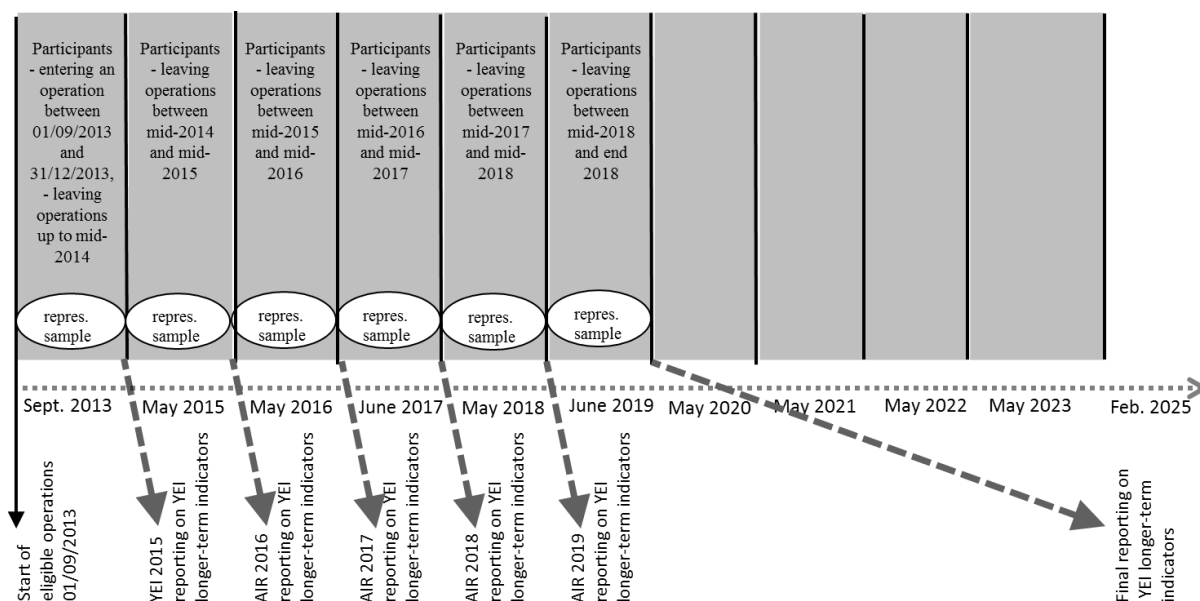 Participants
- entering an
operation
between
01/09/2013
and
31/12/2013,
- leaving
operations
up to mid-
2014
Participants
- leaving
operations
between
mid-2014
and mid-
2015
Participants
- leaving
operations
between
mid-2015
and mid-
2016
Participants
- leaving
operations
between
mid-2016
and mid-
2017
Participants
- leaving
operations
between
mid-2017
and mid-
2018
Participants
- leaving
operations
between
mid-2018
and end
2018
repres.
sample
repres.
sample
repres.
sample
repres.
sample
repres.
sample
repres.
sample
Sept. 2013
May 2015
May 2016
June 2017
May 2018
June 2019
May 2020
May 2021
May 2022
May 2023
Feb. 2025
Start of
eligible operations
01/09/2013
YEI 2015
reporting on YEI
longer-term indicators
AIR 2016
reporting on YEI
longer-term indicators
AIR 2017
reporting on YEI
longer-term indicators
AIR 2018
reporting on YEI
longer-term indicators
AIR 2019
reporting on YEI
longer-term indicators
Final reporting on
YEI longer-term
indicators